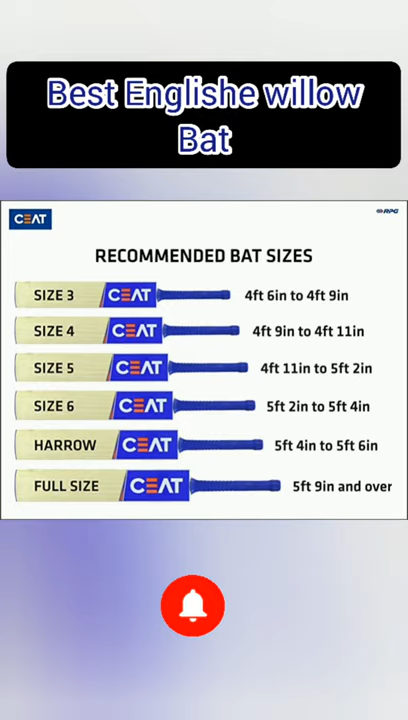 Best Englishe willow
Bat
CEAT
RPG
RECOMMENDED BAT SIZES
SIZE 3 CEAT 4ft 6in to 4ft 9in
SIZE 4 CEAT 4ft 9in to 4ft 11in
SIZE 5 CEAT 4ft 11in to 5ft 2in
SIZE 6 CEAT 5ft 2in to 5ft 4in
HARROW CEAT 5ft 4in to 5ft 6in
FULL SIZE CEAT 5ft 9in and over